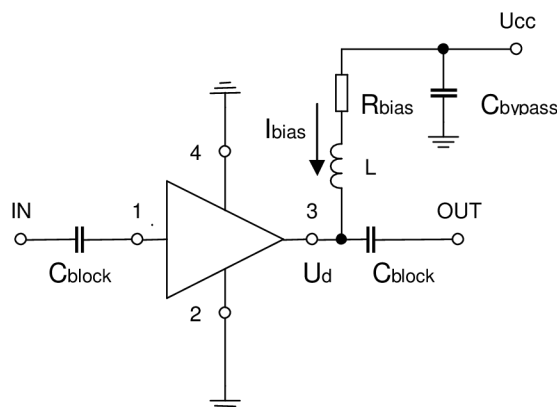 Ucc
Rbias
Cbypass
Ibias
4
L
IN
1
3
OUT
Cblock
Ud
Cblock
2